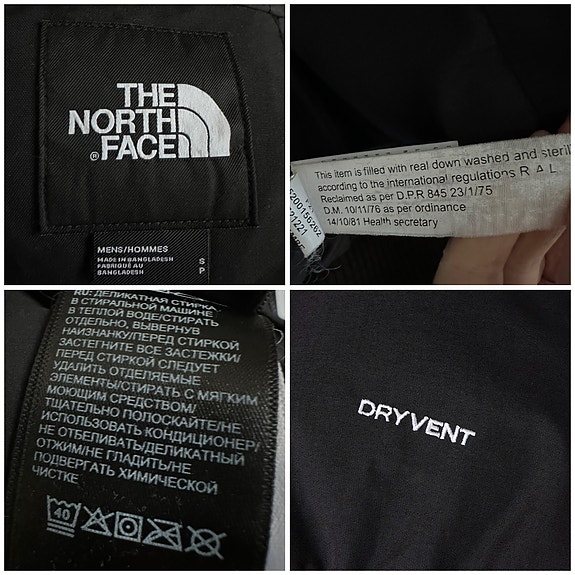 THE
NORTH
FACE
®
MENS/HOMMES
MADE IN BANGLADESH
FABRIQUÉ AU
BANGLADESH
S
P
This item is filled with real down washed and steril
according to the international regulations R A L
Reclaimed as per D.P.R 845 23/1/75
D.M. 10/11/76 as per ordinance
14/10/81 Health secretary
5200156262
21221
RU: ДЕЛИКАТНАЯ СТИРКА
В СТИРАЛЬНОЙ МАШИНЕ
В ТЕПЛОЙ ВОДЕ/СТИРАТЬ
ОТДЕЛЬНО, ВЫВЕРНУВ
НАИЗНАНКУ/ПЕРЕД СТИРКОЙ
ЗАСТЕГНИТЕ ВСЕ ЗАСТЕЖКИ/
ПЕРЕД СТИРКОЙ СЛЕДУЕТ
УДАЛИТЬ ОТДЕЛЯЕМЫЕ
ЭЛЕМЕНТЫ/СТИРАТЬ С МЯГКИМ
МОЮЩИМ СРЕДСТВОМ/
ТЩАТЕЛЬНО ПОЛОСКАЙТЕ/НЕ
ИСПОЛЬЗОВАТЬ КОНДИЦИОНЕР/
НЕ ОТБЕЛИВАТЬ/ДЕЛИКАТНЫЙ
ОТЖИМ/НЕ ГЛАДИТЬ/НЕ
ПОДВЕРГАТЬ ХИМИЧЕСКОЙ
ЧИСТКЕ
40
DRYVENT